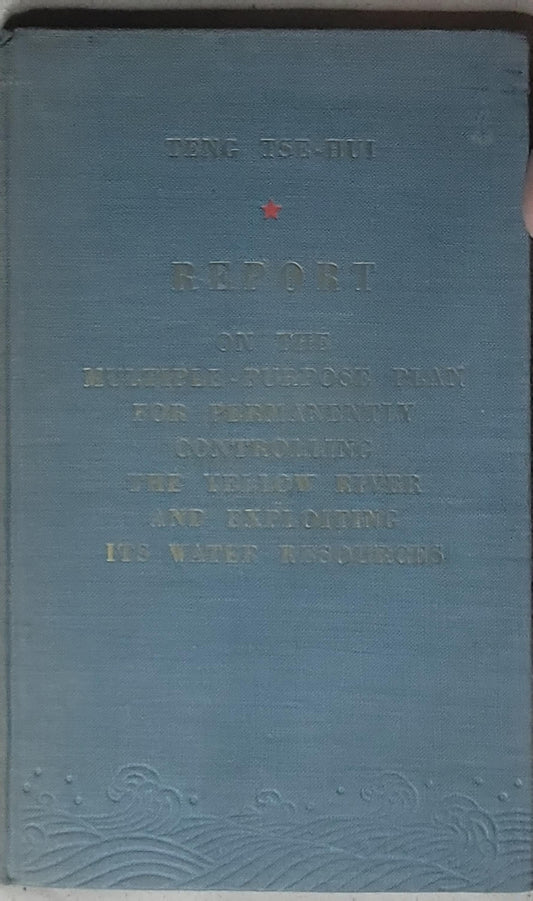 TENG TSE-HUI
REPORT
ON THE
MULTIPLE-PURPOSE PLAN
FOR PERMANENTLY
CONTROLLING
THE YELLOW RIVER
AND EXPLOITING
ITS WATER RESOURCES